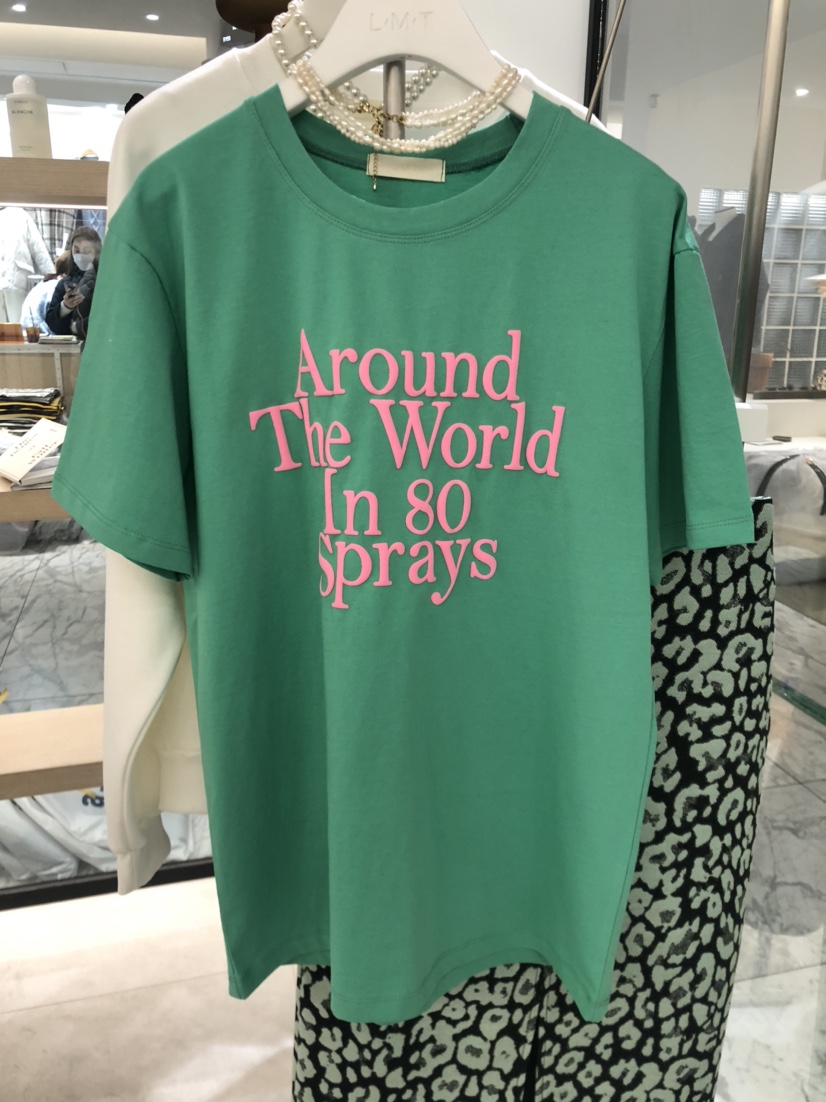 L·M·T
Around
The World
In 80
Sprays